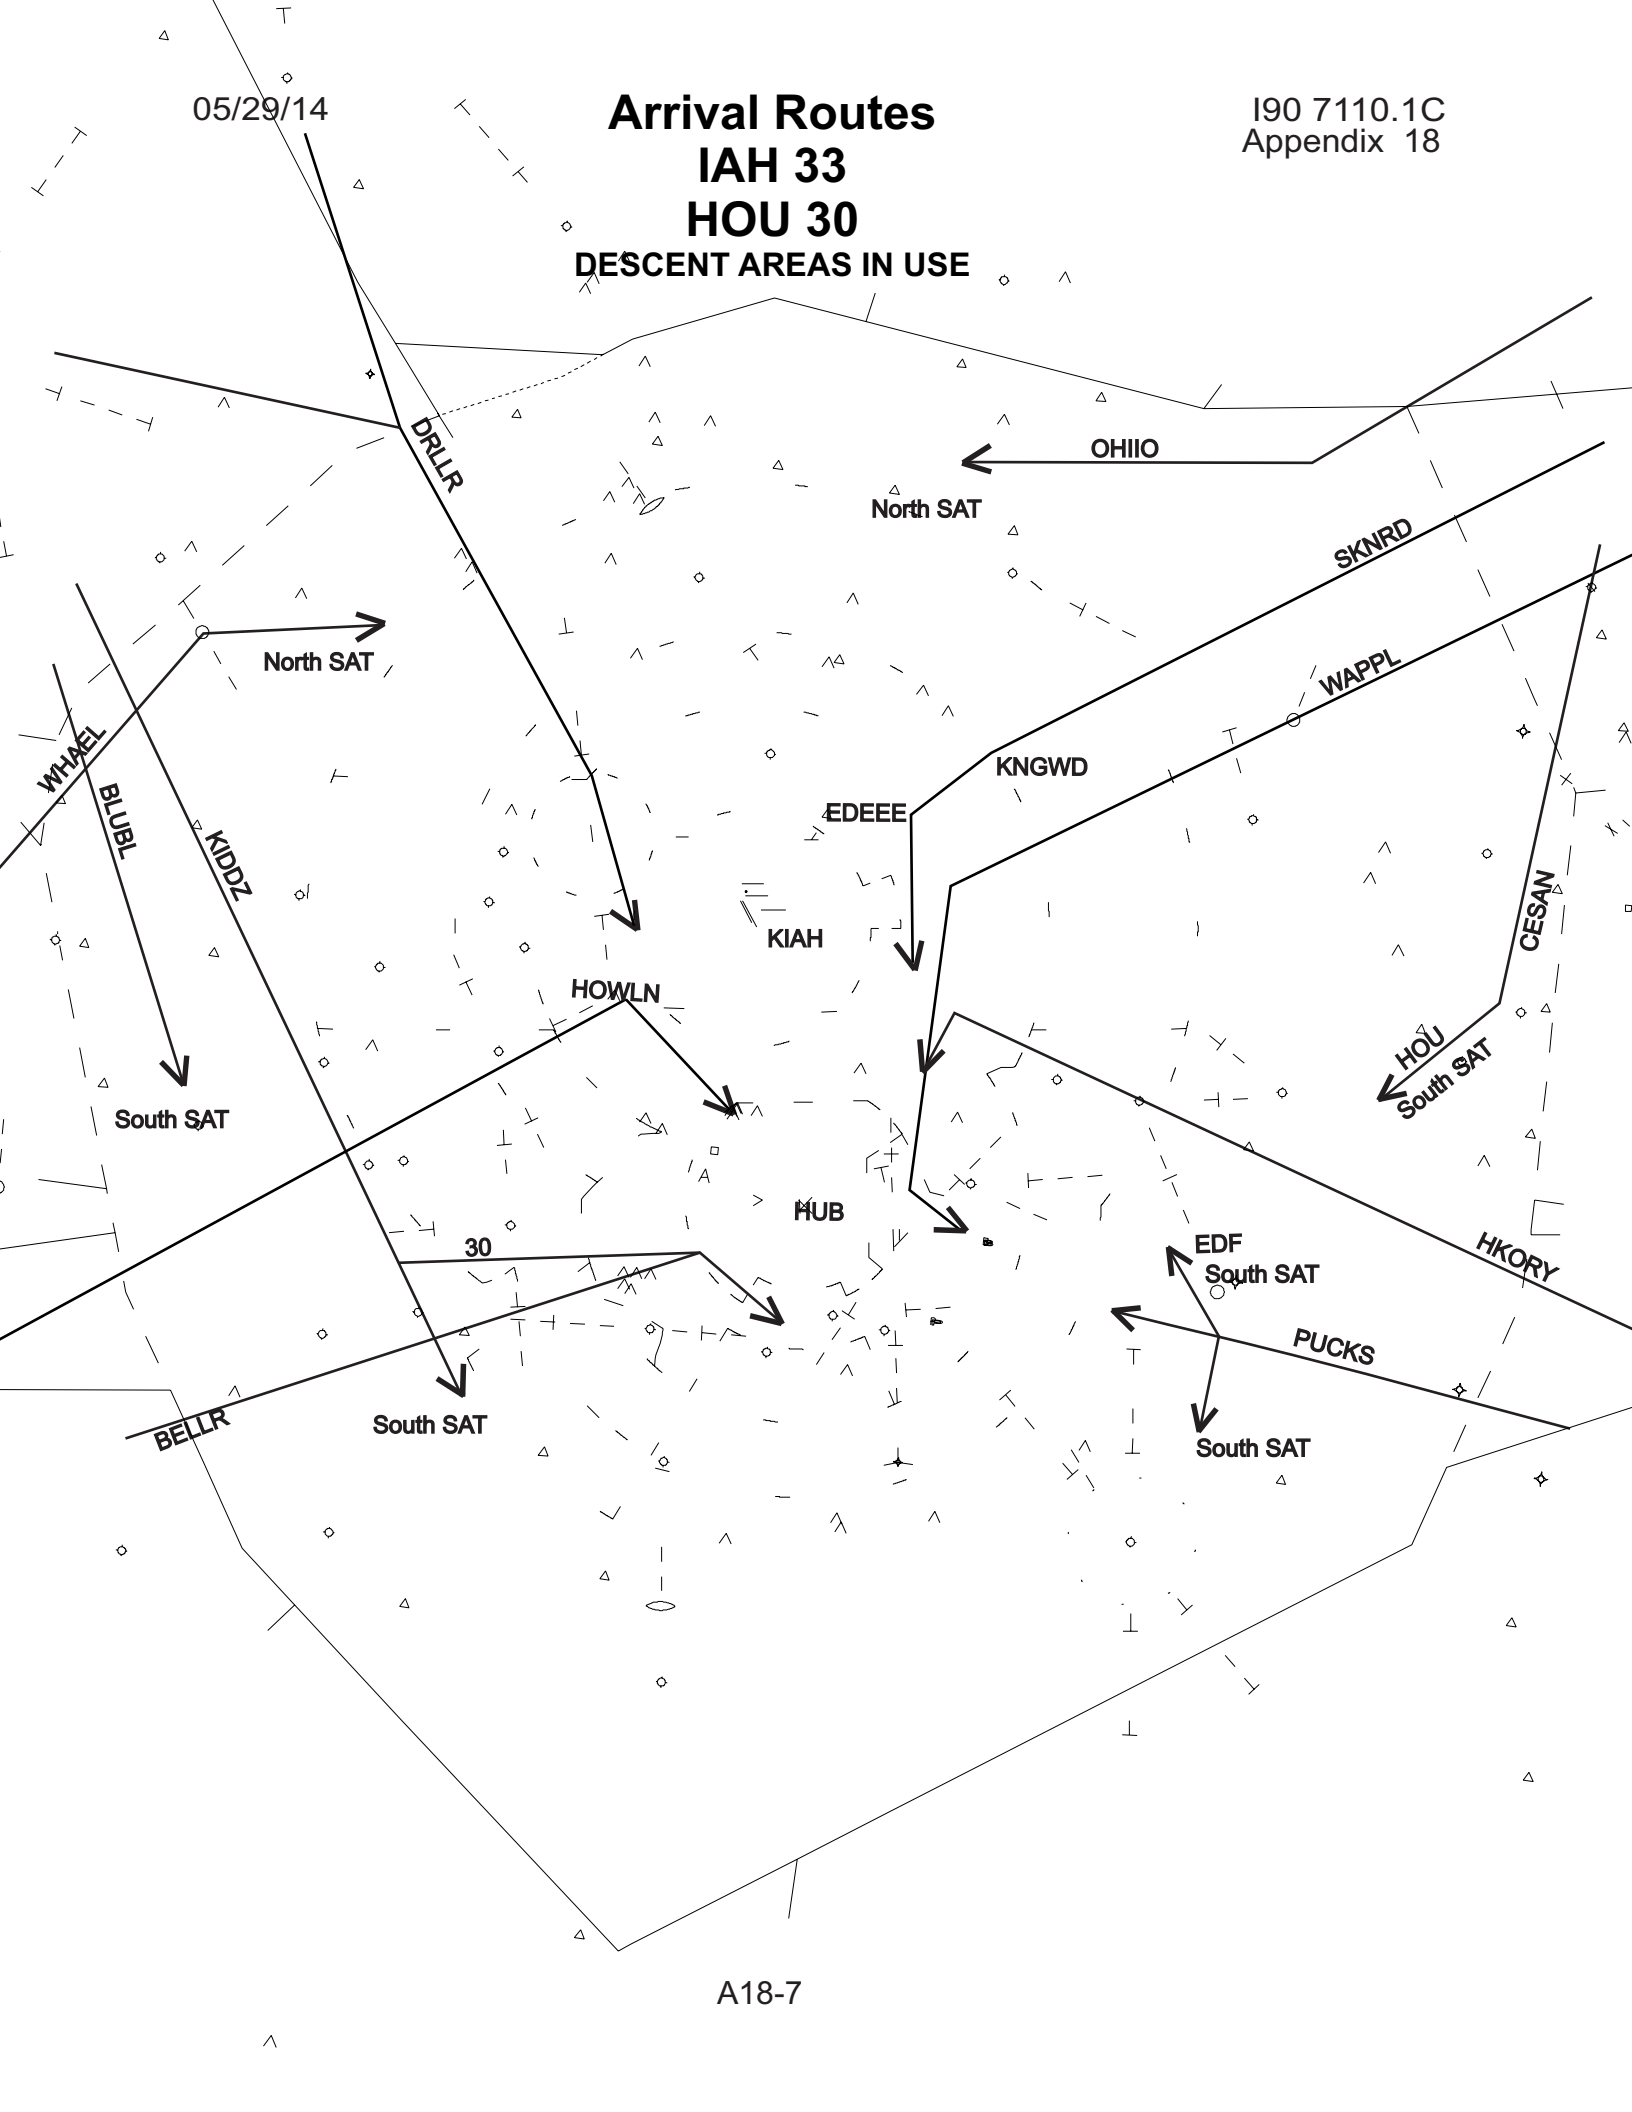 05/29/14
Arrival Routes
IAH 33
HOU 30
DESCENT AREAS IN USE
I90 7110.1C
Appendix 18
DRLLR
OHIIO
North SAT
SKNRD
North SAT
WAPPL
WHAEL
KNGWD
BLUBL
EDEEE
KIDDZ
CESAN
KIAH
HOWLN
HOU
South SAT
South SAT
HUB
30
EDF
South SAT
HKORY
PUCKS
BELLR
South SAT
South SAT
A18-7